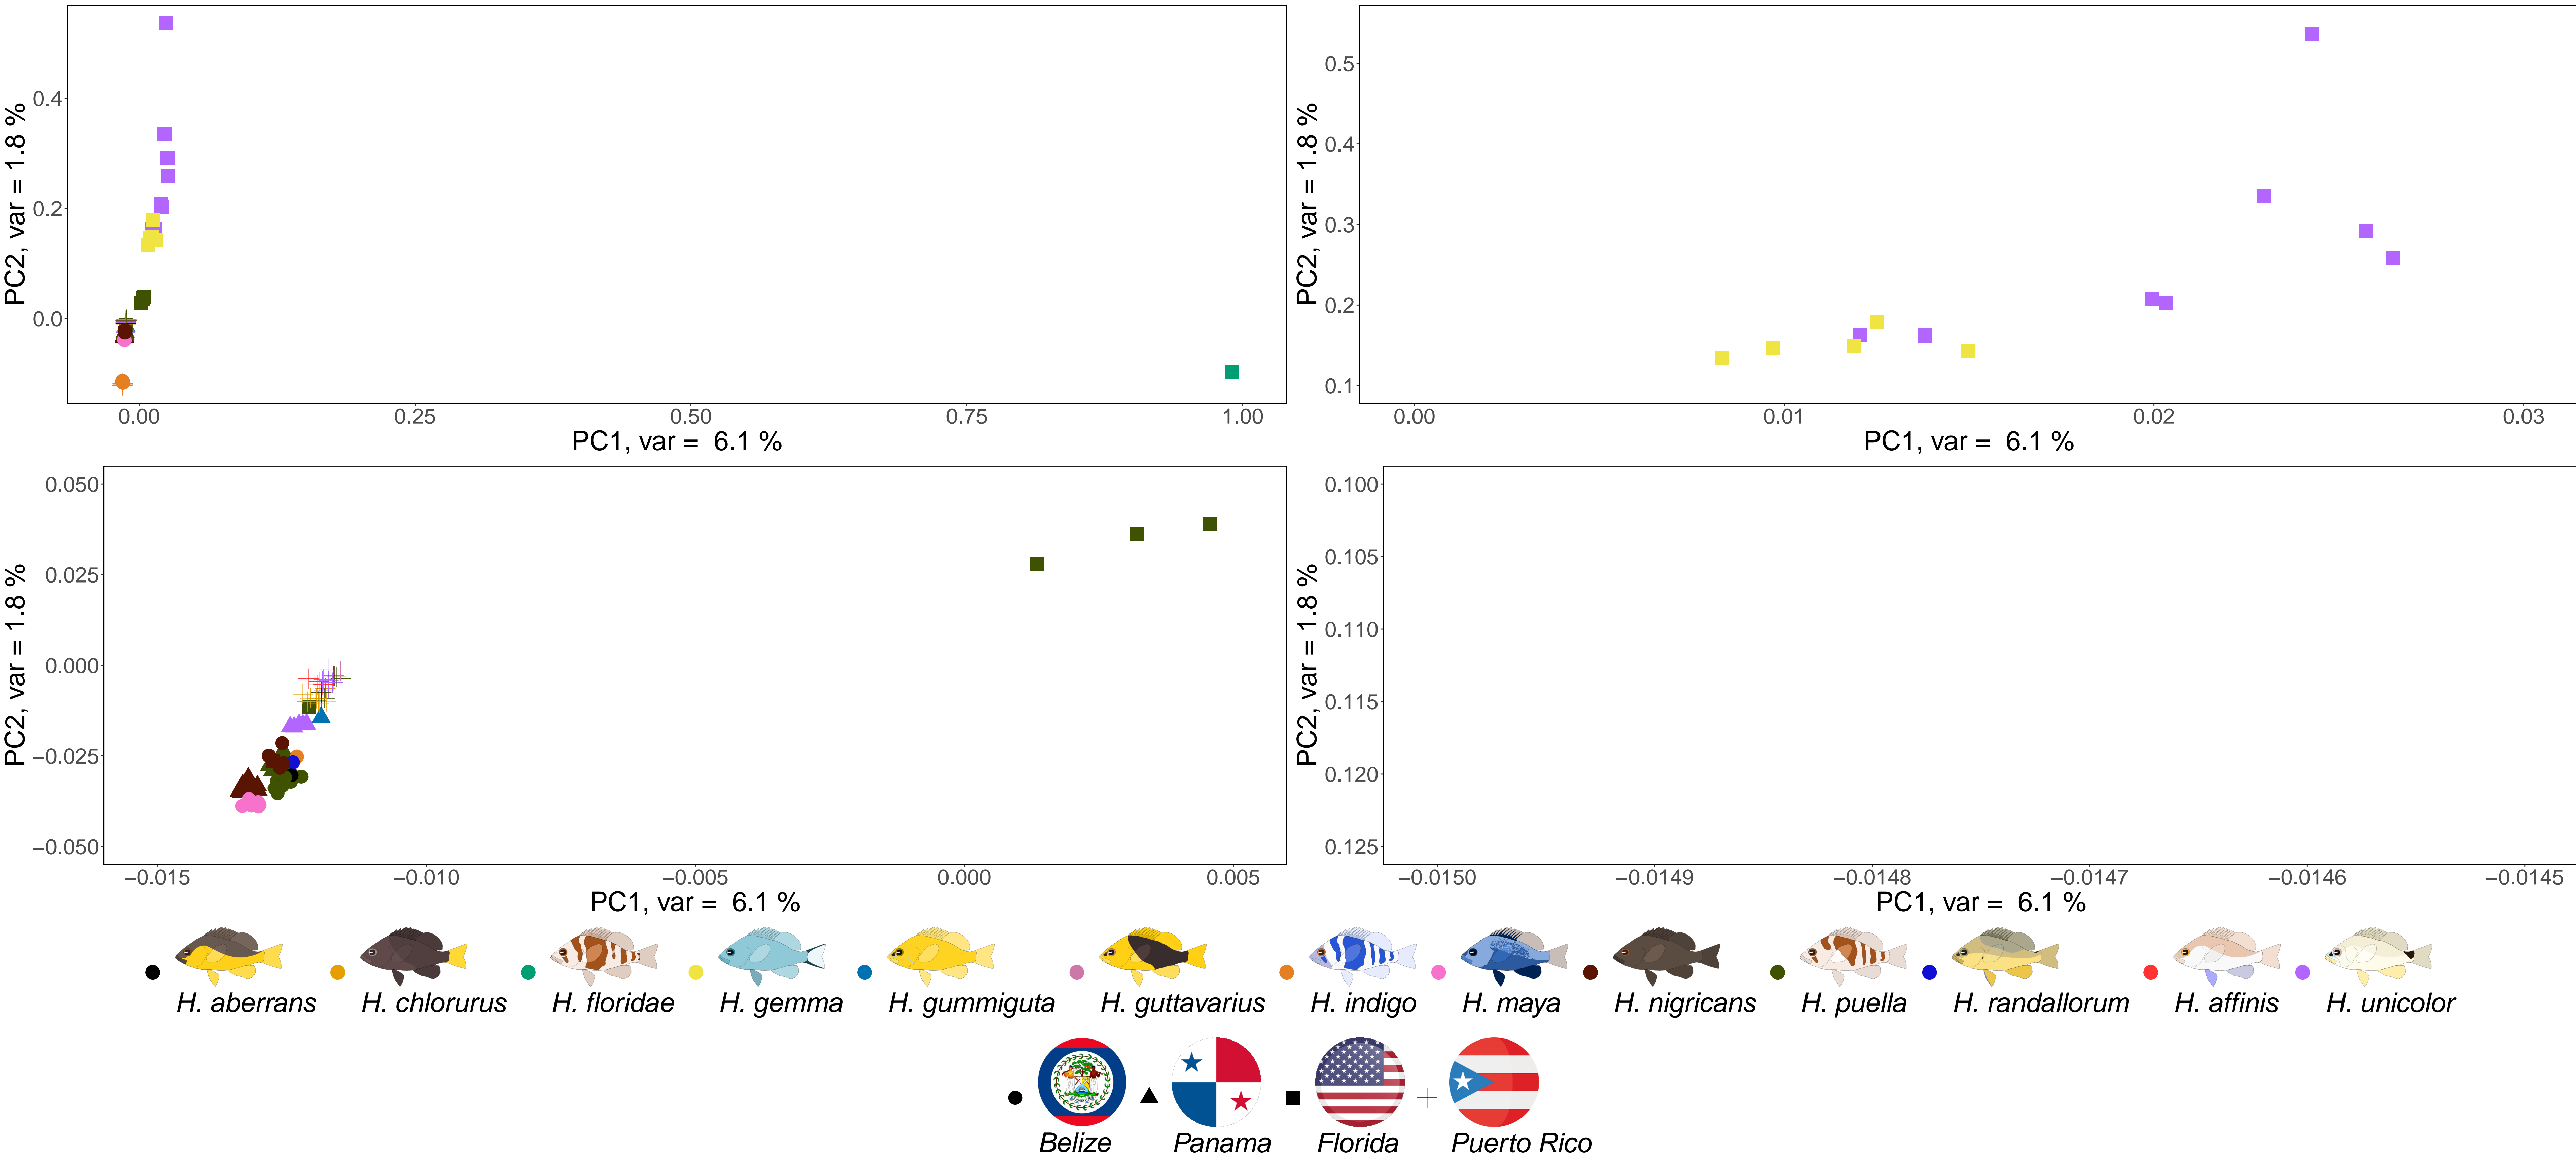 0.4
0.2
0.0
PC2, var = 1.8 %
0.00 0.25 0.50 0.75 1.00
PC1, var = 6.1 %
0.5
0.4
0.3
0.2
0.1
PC2, var = 1.8 %
0.00 0.01 0.02 0.03
PC1, var = 6.1 %
0.050
0.025
0.000
−0.025
−0.050
PC2, var = 1.8 %
−0.015 −0.010 −0.005 0.000 0.005
PC1, var = 6.1 %
0.100
0.105
0.110
0.115
0.120
0.125
PC2, var = 1.8 %
−0.0150 −0.0149 −0.0148 −0.0147 −0.0146 −0.0145
PC1, var = 6.1 %
H. aberrans H. chlorurus H. floridae H. gemma H. gummiguta H. guttavarius H. indigo H. maya H. nigricans H. puella H. randallorum H. affinis H. unicolor
Belize Panama Florida Puerto Rico